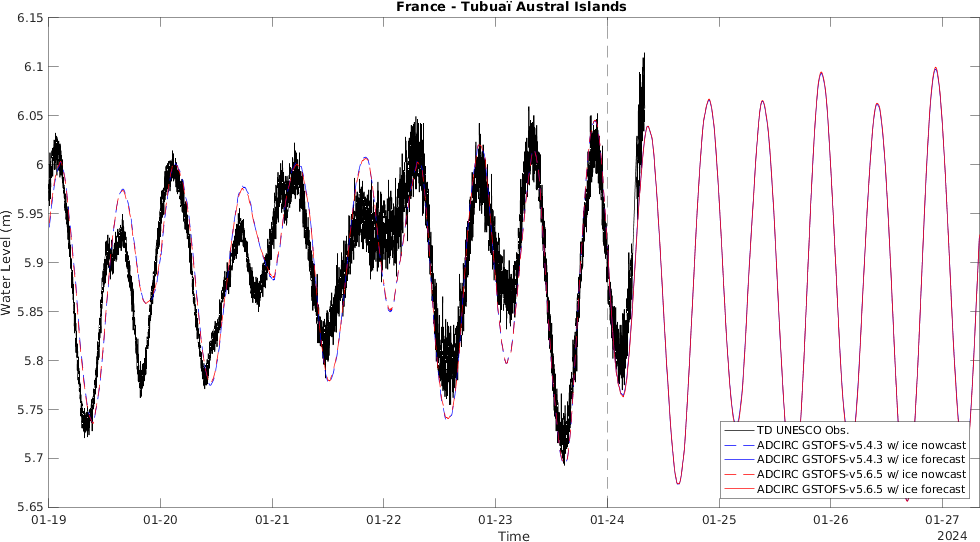 France - Tubuaï Austral Islands
6.15
6.1
6.05
6
5.95
5.9
5.85
5.8
5.75
5.7
5.65
Water Level (m)
TD UNESCO Obs.
ADCIRC GSTOFS-v5.4.3 w/ ice nowcast
ADCIRC GSTOFS-v5.4.3 w/ ice forecast
ADCIRC GSTOFS-v5.6.5 w/ ice nowcast
ADCIRC GSTOFS-v5.6.5 w/ ice forecast
01-19 01-20 01-21 01-22 01-23 01-24 01-25 01-26 01-27
Time
2024